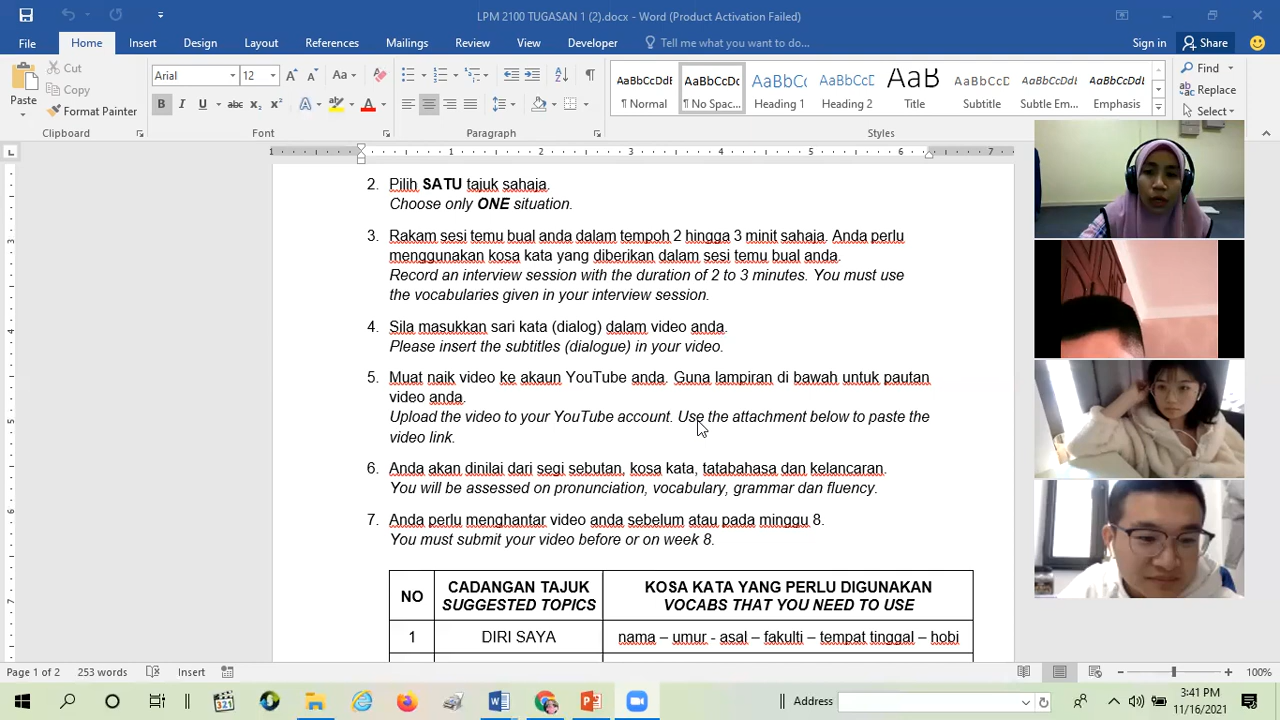 LPM 2100 TUGASAN 1 (2).docx - Word (Product Activation Failed)
File Home Insert Design Layout References Mailings Review View Developer Tell me what you want to do... Sign in Share
Cut
Copy
Format Painter
Paste
Clipboard
Arial 12
Font
Paragraph
AaBbCcDdE AaBbCcDc AaBbCc AaBbCcE AaB AaBbCcD AaBbCcDdE AaBbCcDdE
¶ Normal ¶ No Spac... Heading 1 Heading 2 Title Subtitle Subtle Em... Emphasis
Styles
Find
Replace
Select
1 1 2 3 4 5 6 7
2. Pilih SATU tajuk sahaja.
Choose only ONE situation.
3. Rakam sesi temu bual anda dalam tempoh 2 hingga 3 minit sahaja. Anda perlu
menggunakan kosa kata yang diberikan dalam sesi temu bual anda.
Record an interview session with the duration of 2 to 3 minutes. You must use
the vocabularies given in your interview session.
4. Sila masukkan sari kata (dialog) dalam video anda.
Please insert the subtitles (dialogue) in your video.
5. Muat naik video ke akaun YouTube anda. Guna lampiran di bawah untuk pautan
video anda.
Upload the video to your YouTube account. Use the attachment below to paste the
video link.
6. Anda akan dinilai dari segi sebutan, kosa kata, tatabahasa dan kelancaran.
You will be assessed on pronunciation, vocabulary, grammar dan fluency.
7. Anda perlu menghantar video anda sebelum atau pada minggu 8.
You must submit your video before or on week 8.
NO CADANGAN TAJUK KOSA KATA YANG PERLU DIGUNAKAN
SUGGESTED TOPICS VOCABS THAT YOU NEED TO USE
1 DIRI SAYA nama – umur - asal – fakulti – tempat tinggal – hobi
Page 1 of 2 253 words Insert 100%
Address
3:41 PM
11/16/2021